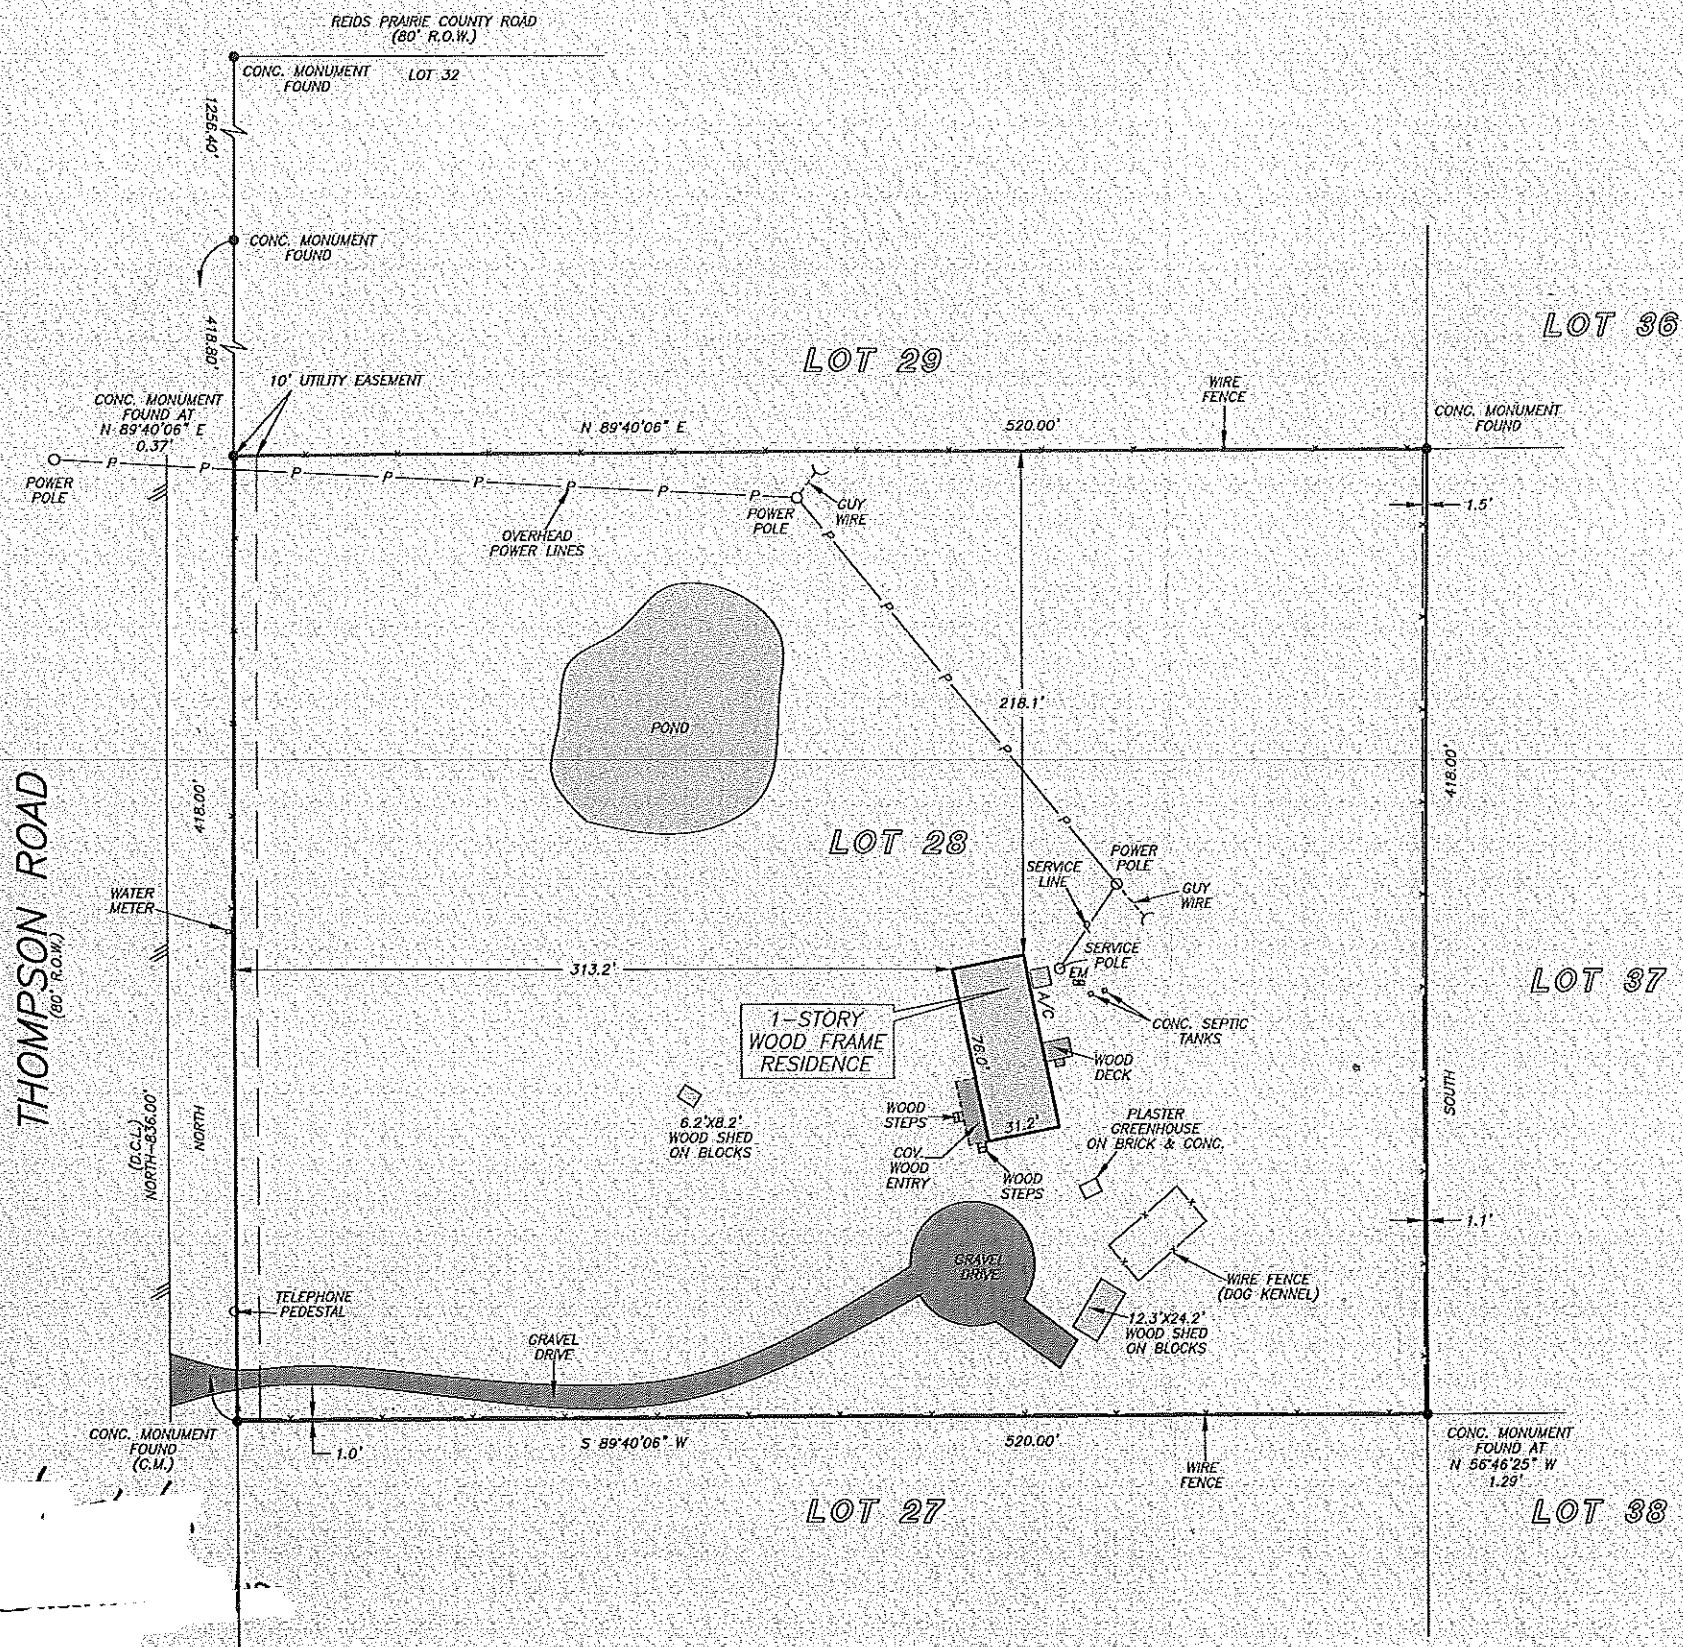 REIDS PRAIRIE COUNTY ROAD
(80' R.O.W.)
CONC. MONUMENT
FOUND
LOT 32
1256.40'
CONC. MONUMENT
FOUND
418.80'
LOT 29
LOT 36
10' UTILITY EASEMENT
CONC. MONUMENT
FOUND AT
N 89°40'06" E
0.37'
N 89°40'06" E
520.00'
WIRE
FENCE
CONC. MONUMENT
FOUND
POWER
POLE
P P P P P P P P
OVERHEAD
POWER LINES
POWER
POLE
GUY
WIRE
1.5'
P
P
P
P
P
218.1'
POND
418.00'
418.00'
THOMPSON ROAD
(80' R.O.W.)
LOT 28
SERVICE
LINE
POWER
POLE
GUY
WIRE
WATER
METER
SERVICE
POLE
EM
313.2'
A/C
LOT 37
1-STORY
WOOD FRAME
RESIDENCE
76.0'
31.2'
CONC. SEPTIC
TANKS
WOOD
DECK
(D.C.L.)
NORTH-836.00'
NORTH
SOUTH
6.2'X8.2'
WOOD SHED
ON BLOCKS
WOOD
STEPS
COV.
WOOD
ENTRY
WOOD
STEPS
PLASTER
GREENHOUSE
ON BRICK & CONC.
1.1'
GRAVEL
DRIVE
WIRE FENCE
(DOG KENNEL)
TELEPHONE
PEDESTAL
GRAVEL
DRIVE
12.3'X24.2'
WOOD SHED
ON BLOCKS
CONC. MONUMENT
FOUND
(C.M.)
1.0'
S 89°40'06" W
520.00'
WIRE
FENCE
CONC. MONUMENT
FOUND AT
N 56°46'25" W
1.29'
LOT 27
LOT 38